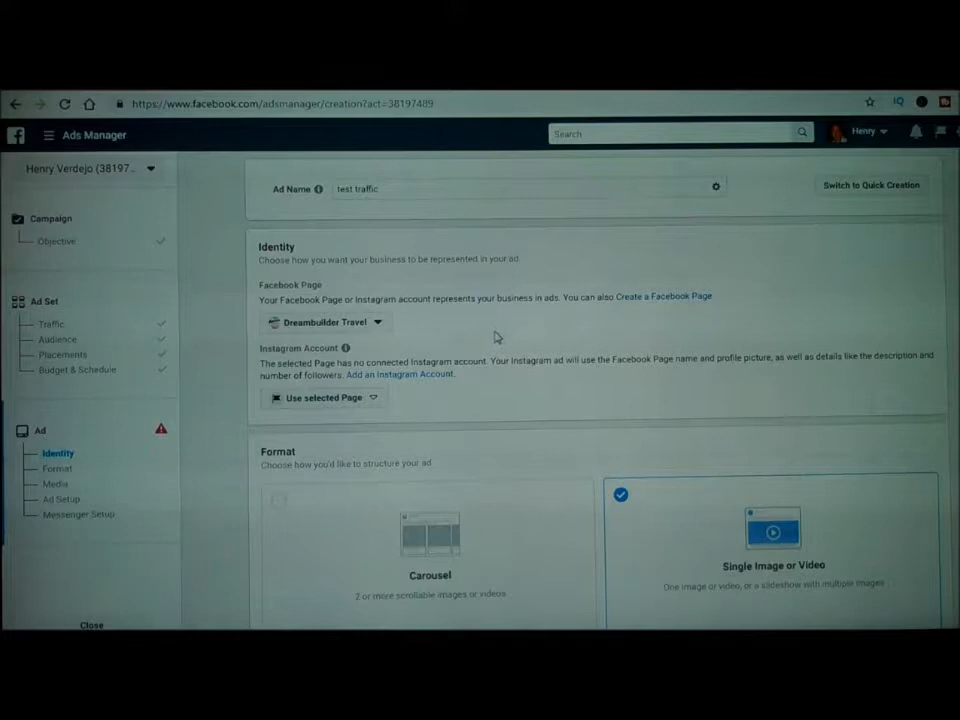 https://www.facebook.com/adsmanager/creation?act=38197489
Ads Manager
Search
Henry
Henry Verdejo (38197...
Ad Name
test traffic
Switch to Quick Creation
Campaign
Objective
Identity
Choose how you want your business to be represented in your ad.
Facebook Page
Your Facebook Page or Instagram account represents your business in ads. You can also Create a Facebook Page
Ad Set
Traffic
Audience
Placements
Budget & Schedule
Dreambuilder Travel
Instagram Account
The selected Page has no connected Instagram account. Your Instagram ad will use the Facebook Page name and profile picture, as well as details like the description and
number of followers. Add an Instagram Account.
Use selected Page
Ad
Identity
Format
Media
Ad Setup
Messenger Setup
Format
Choose how you'd like to structure your ad
Carousel
2 or more scrollable images or videos
Single Image or Video
One image or video, or a slideshow with multiple images
Close